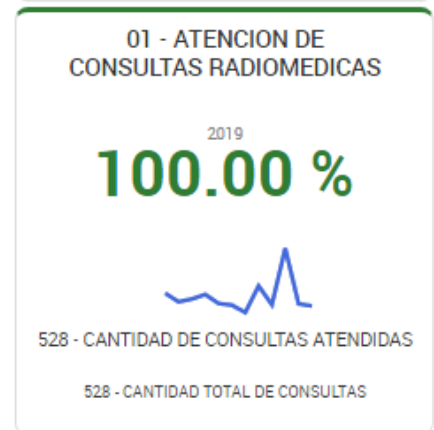 01 - ATENCION DE
CONSULTAS RADIOMEDICAS
2019
100.00 %
528 - CANTIDAD DE CONSULTAS ATENDIDAS
528 - CANTIDAD TOTAL DE CONSULTAS